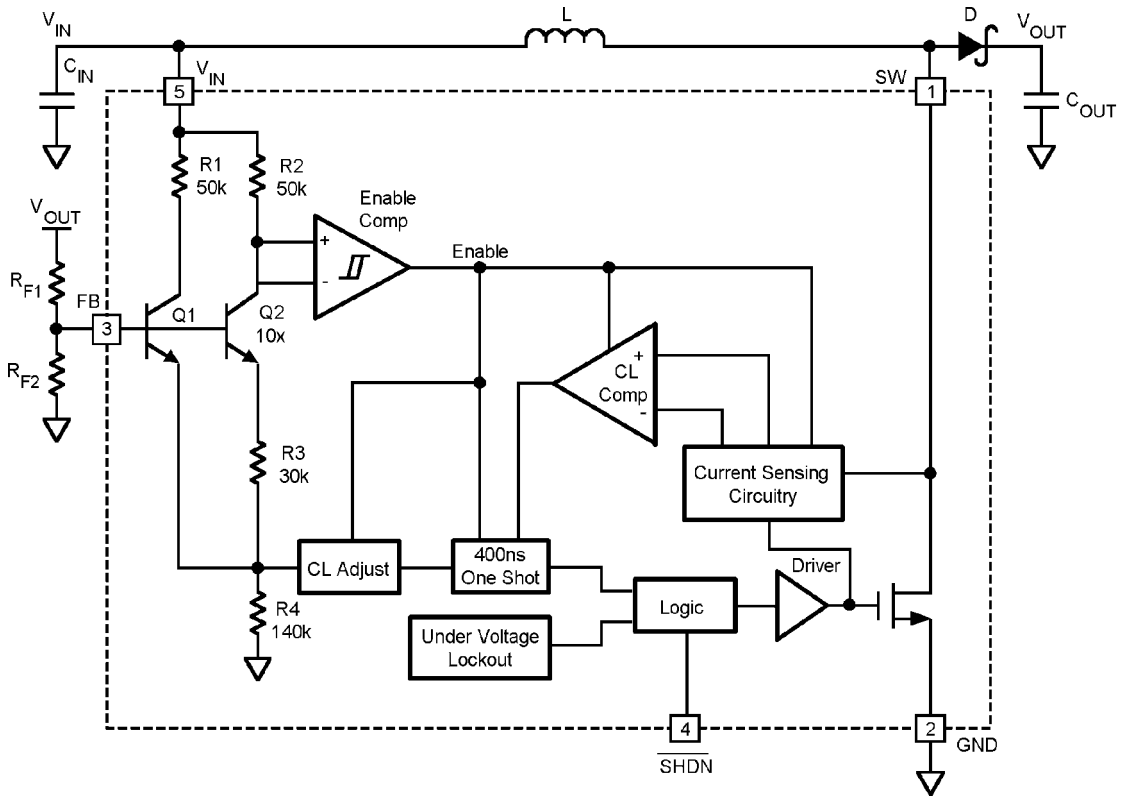 L
D
VIN
VOUT
CIN
VIN
SW
5
1
COUT
R1
50k
R2
50k
Enable
Comp
VOUT
+
-
Enable
RF1
FB
3
Q1
Q2
10x
RF2
+
CL
Comp
-
R3
30k
Current Sensing
Circuitry
CL Adjust
400ns
One Shot
Driver
R4
140k
Logic
Under Voltage
Lockout
4
2
GND
SHDN